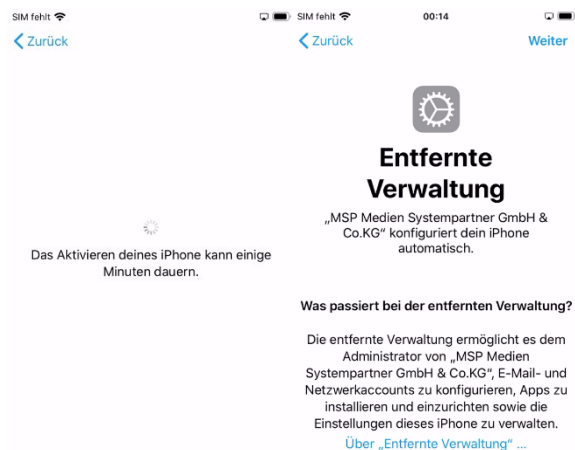 SIM fehlt
Zurück
Das Aktivieren deines iPhone kann einige
Minuten dauern.
SIM fehlt 00:14
Zurück Weiter
Entfernte
Verwaltung
„MSP Medien Systempartner GmbH &
Co.KG“ konfiguriert dein iPhone
automatisch.
Was passiert bei der entfernten Verwaltung?
Die entfernte Verwaltung ermöglicht es dem
Administrator von „MSP Medien
Systempartner GmbH & Co.KG“, E-Mail- und
Netzwerkaccounts zu konfigurieren, Apps zu
installieren und einzurichten sowie die
Einstellungen dieses iPhone zu verwalten.
Über „Entfernte Verwaltung“ ...